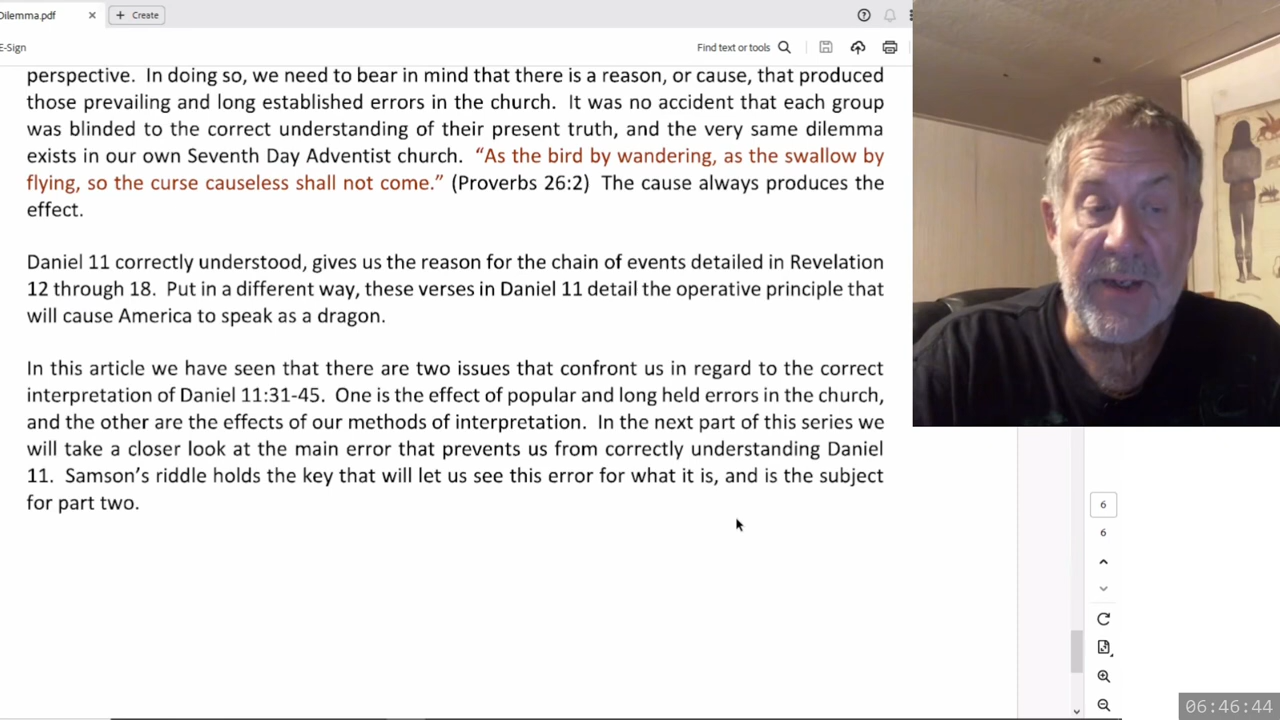 Dilemma.pdf
Create
E-Sign
Find text or tools
perspective. In doing so, we need to bear in mind that there is a reason, or cause, that produced
those prevailing and long established errors in the church. It was no accident that each group
was blinded to the correct understanding of their present truth, and the very same dilemma
exists in our own Seventh Day Adventist church. “As the bird by wandering, as the swallow by
flying, so the curse causeless shall not come.” (Proverbs 26:2) The cause always produces the
effect.
Daniel 11 correctly understood, gives us the reason for the chain of events detailed in Revelation
12 through 18. Put in a different way, these verses in Daniel 11 detail the operative principle that
will cause America to speak as a dragon.
In this article we have seen that there are two issues that confront us in regard to the correct
interpretation of Daniel 11:31-45. One is the effect of popular and long held errors in the church,
and the other are the effects of our methods of interpretation. In the next part of this series we
will take a closer look at the main error that prevents us from correctly understanding Daniel
11. Samson’s riddle holds the key that will let us see this error for what it is, and is the subject
for part two.
6
6
06:46:44